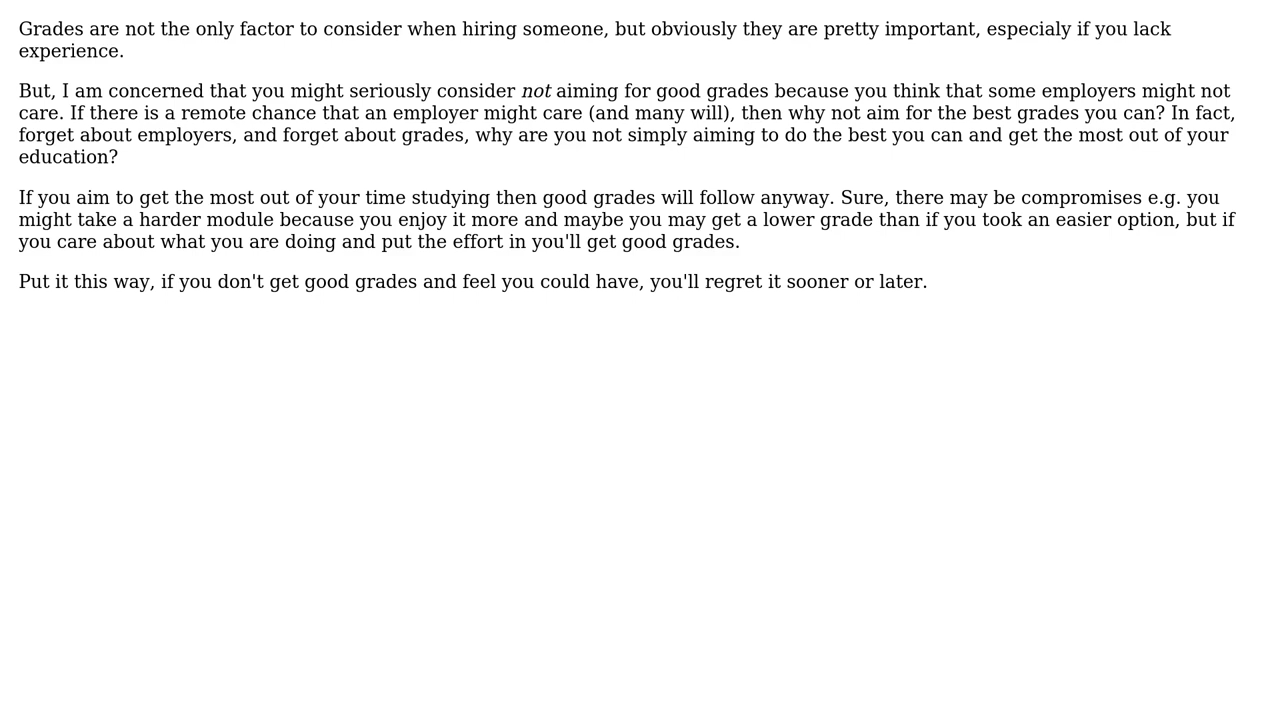 Grades are not the only factor to consider when hiring someone, but obviously they are pretty important, especialy if you lack
experience.
But, I am concerned that you might seriously consider not aiming for good grades because you think that some employers might not
care. If there is a remote chance that an employer might care (and many will), then why not aim for the best grades you can? In fact,
forget about employers, and forget about grades, why are you not simply aiming to do the best you can and get the most out of your
education?
If you aim to get the most out of your time studying then good grades will follow anyway. Sure, there may be compromises e.g. you
might take a harder module because you enjoy it more and maybe you may get a lower grade than if you took an easier option, but if
you care about what you are doing and put the effort in you'll get good grades.
Put it this way, if you don't get good grades and feel you could have, you'll regret it sooner or later.